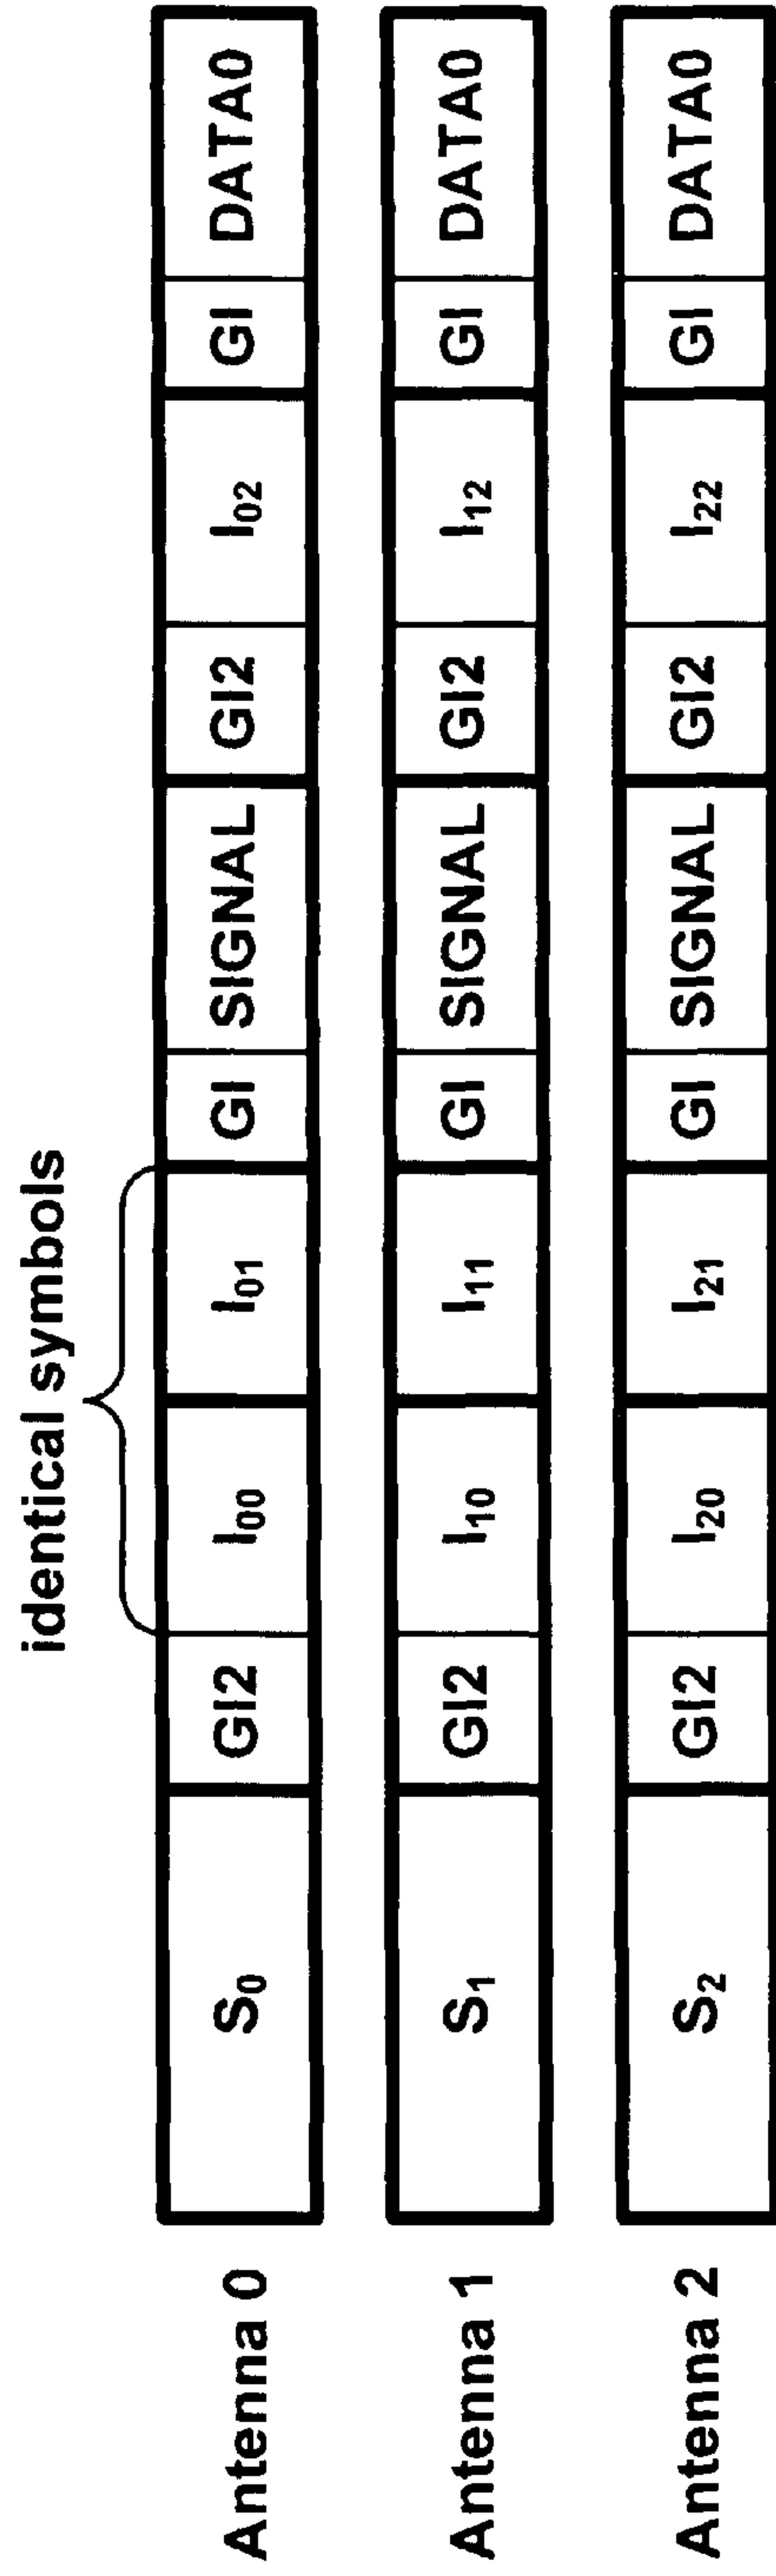 identical symbols
Antenna 0 S₀ GI2 I₀₀ I₀₁ GI SIGNAL GI2 I₀₂ GI DATA0
Antenna 1 S₁ GI2 I₁₀ I₁₁ GI SIGNAL GI2 I₁₂ GI DATA0
Antenna 2 S₂ GI2 I₂₀ I₂₁ GI SIGNAL GI2 I₂₂ GI DATA0